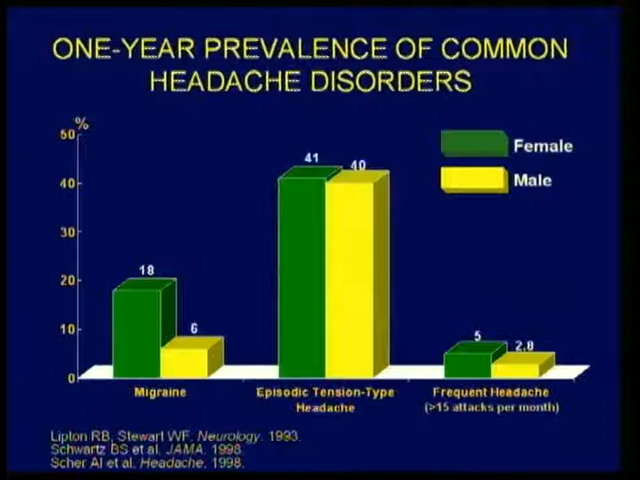 ONE-YEAR PREVALENCE OF COMMON
HEADACHE DISORDERS
%
50
40
30
20
10
0
18
6
41
40
5
2.8
Female
Male
Migraine
Episodic Tension-Type
Headache
Frequent Headache
(>15 attacks per month)
Lipton RB, Stewart WF. Neurology. 1993.
Schwartz BS et al. JAMA. 1998.
Scher AI et al. Headache. 1998.